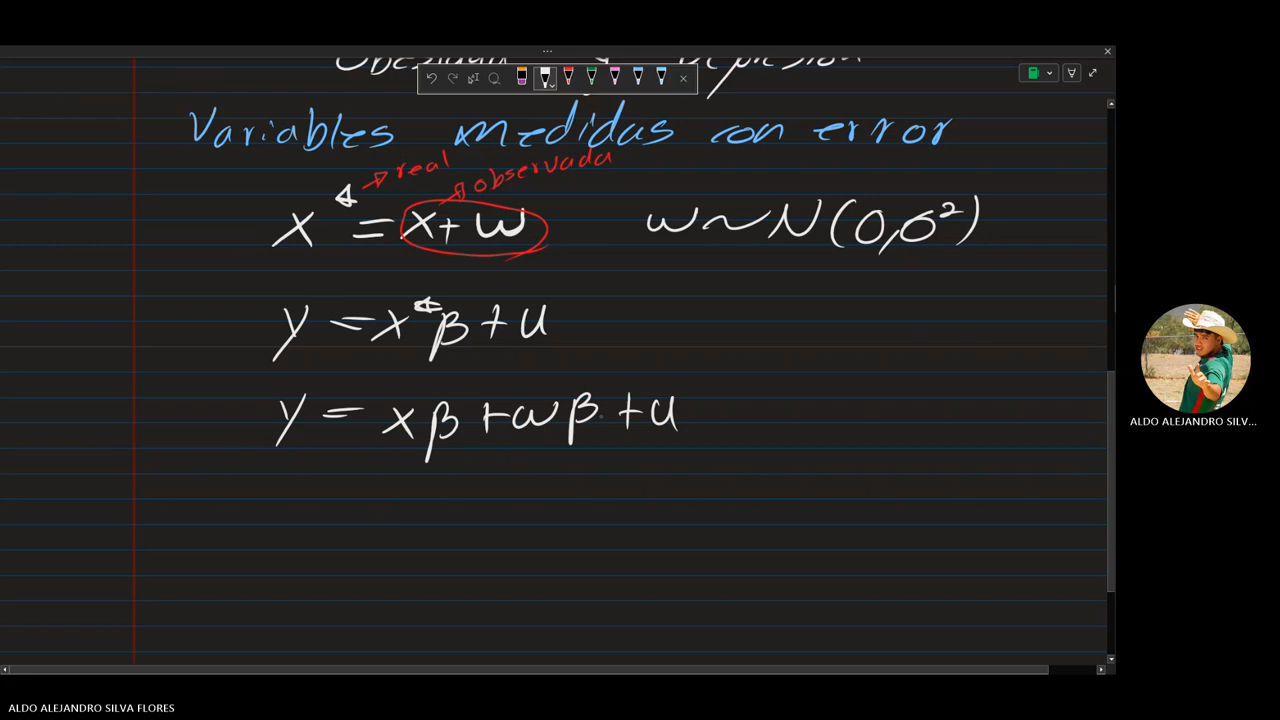 Variables medidas con error
→ real
→ observada
x* = x + w    w ~ N(0, σ²)
y = x*β + u
y = xβ + wβ + u
ALDO ALEJANDRO SILV...
ALDO ALEJANDRO SILVA FLORES